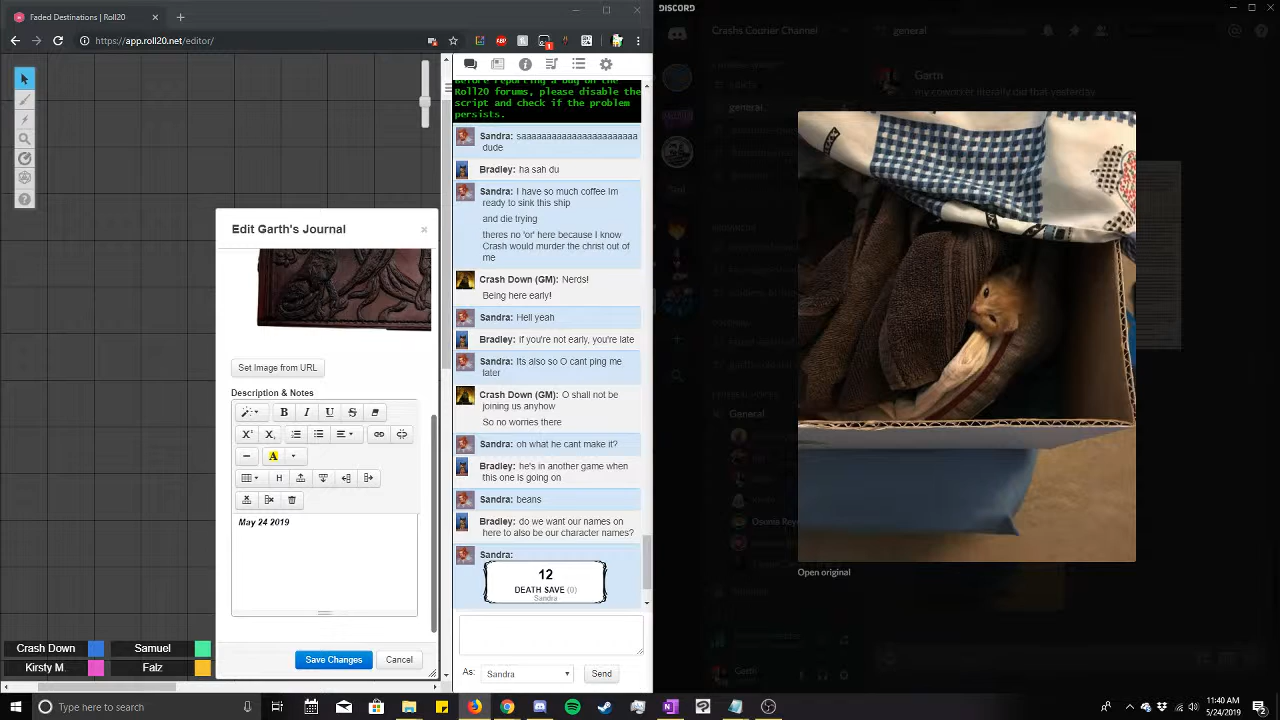 Faded Destinations | Roll20
https://app.roll20.net/editor/
before reporting a bug on the
Roll20 forums, please disable the
script and check if the problem
persists.
Sandra: saaaaaaaaaaaaaaaaaaaaaaaa
dude
Bradley: ha sah du
Sandra: I have so much coffee Im
ready to sink this ship
and die trying
theres no 'or' here because I know
Crash would murder the christ out of
me
Crash Down (GM): Nerds!
Being here early!
Sandra: Hell yeah
Bradley: If you're not early, you're late
Sandra: Its also so O cant ping me
later
Crash Down (GM): O shall not be
joining us anyhow
So no worries there
Sandra: oh what he cant make it?
Bradley: he's in another game when
this one is going on
Sandra: beans
Bradley: do we want our names on
here to also be our character names?
Sandra:
12
DEATH SAVE (0)
Sandra
As: Sandra
Send
Edit Garth's Journal
Set Image from URL
Description & Notes
B I U S
X¹ X₁
A
H
May 24 2019
Save Changes
Cancel
Crash Down
Samuel
Kirsty M.
Falz
DISCORD
Crashs Courier Channel
general
Garth
my coworker literally did that yesterday
general
General
Osuma Rey
BLACK
Open original
Garth
Type here to search
11:40 AM
5/24/2019